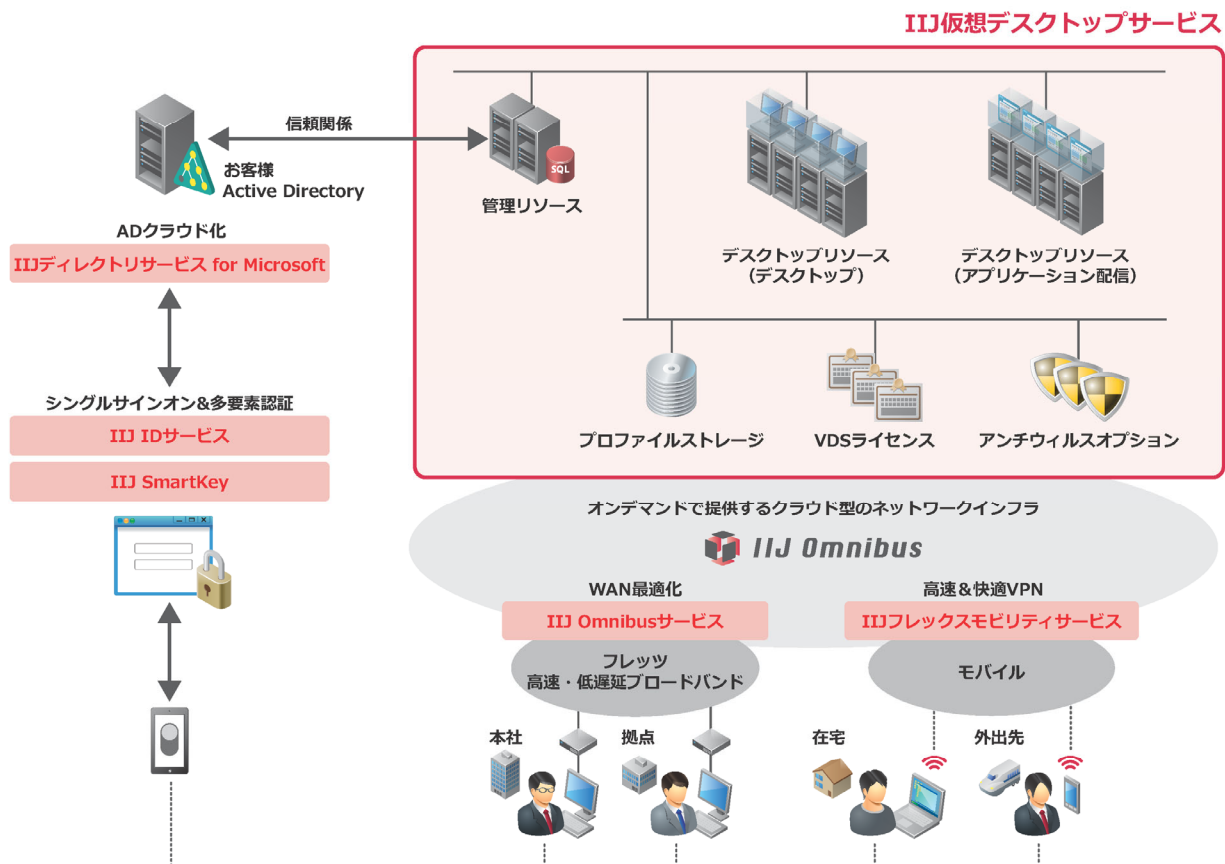 IIJ仮想デスクトップサービス
信頼関係
お客様
Active Directory
SQL
管理リソース
デスクトップリソース
（デスクトップ）
デスクトップリソース
（アプリケーション配信）
ADクラウド化
IIJディレクトリサービス for Microsoft
プロファイルストレージ
VDSライセンス
アンチウィルスオプション
シングルサインオン&多要素認証
IIJ IDサービス
IIJ SmartKey
オンデマンドで提供するクラウド型のネットワークインフラ
IIJ Omnibus
WAN最適化
IIJ Omnibusサービス
高速＆快適VPN
IIJフレックスモビリティサービス
フレッツ
高速・低遅延ブロードバンド
モバイル
本社
拠点
在宅
外出先